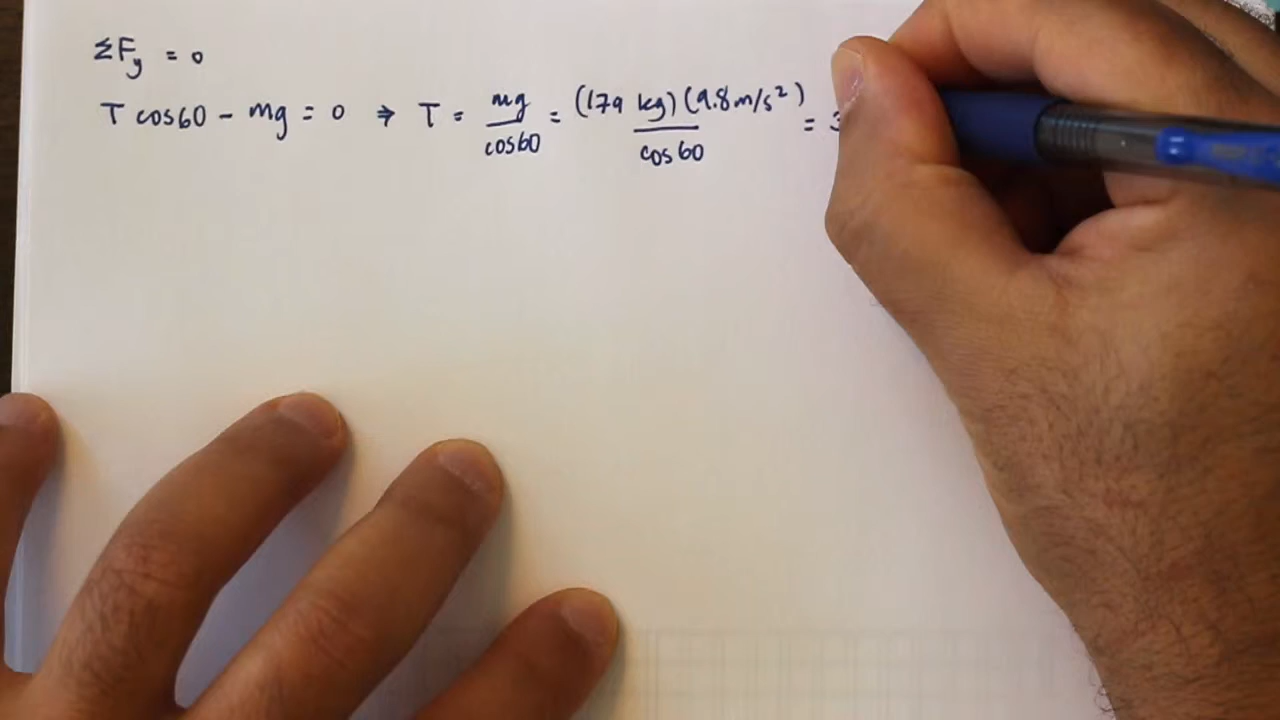 ΣFy = 0
T cos60 - mg = 0 ⇒ T = mg/cos60 = (179 kg)(9.8 m/s²)/cos60 = 3